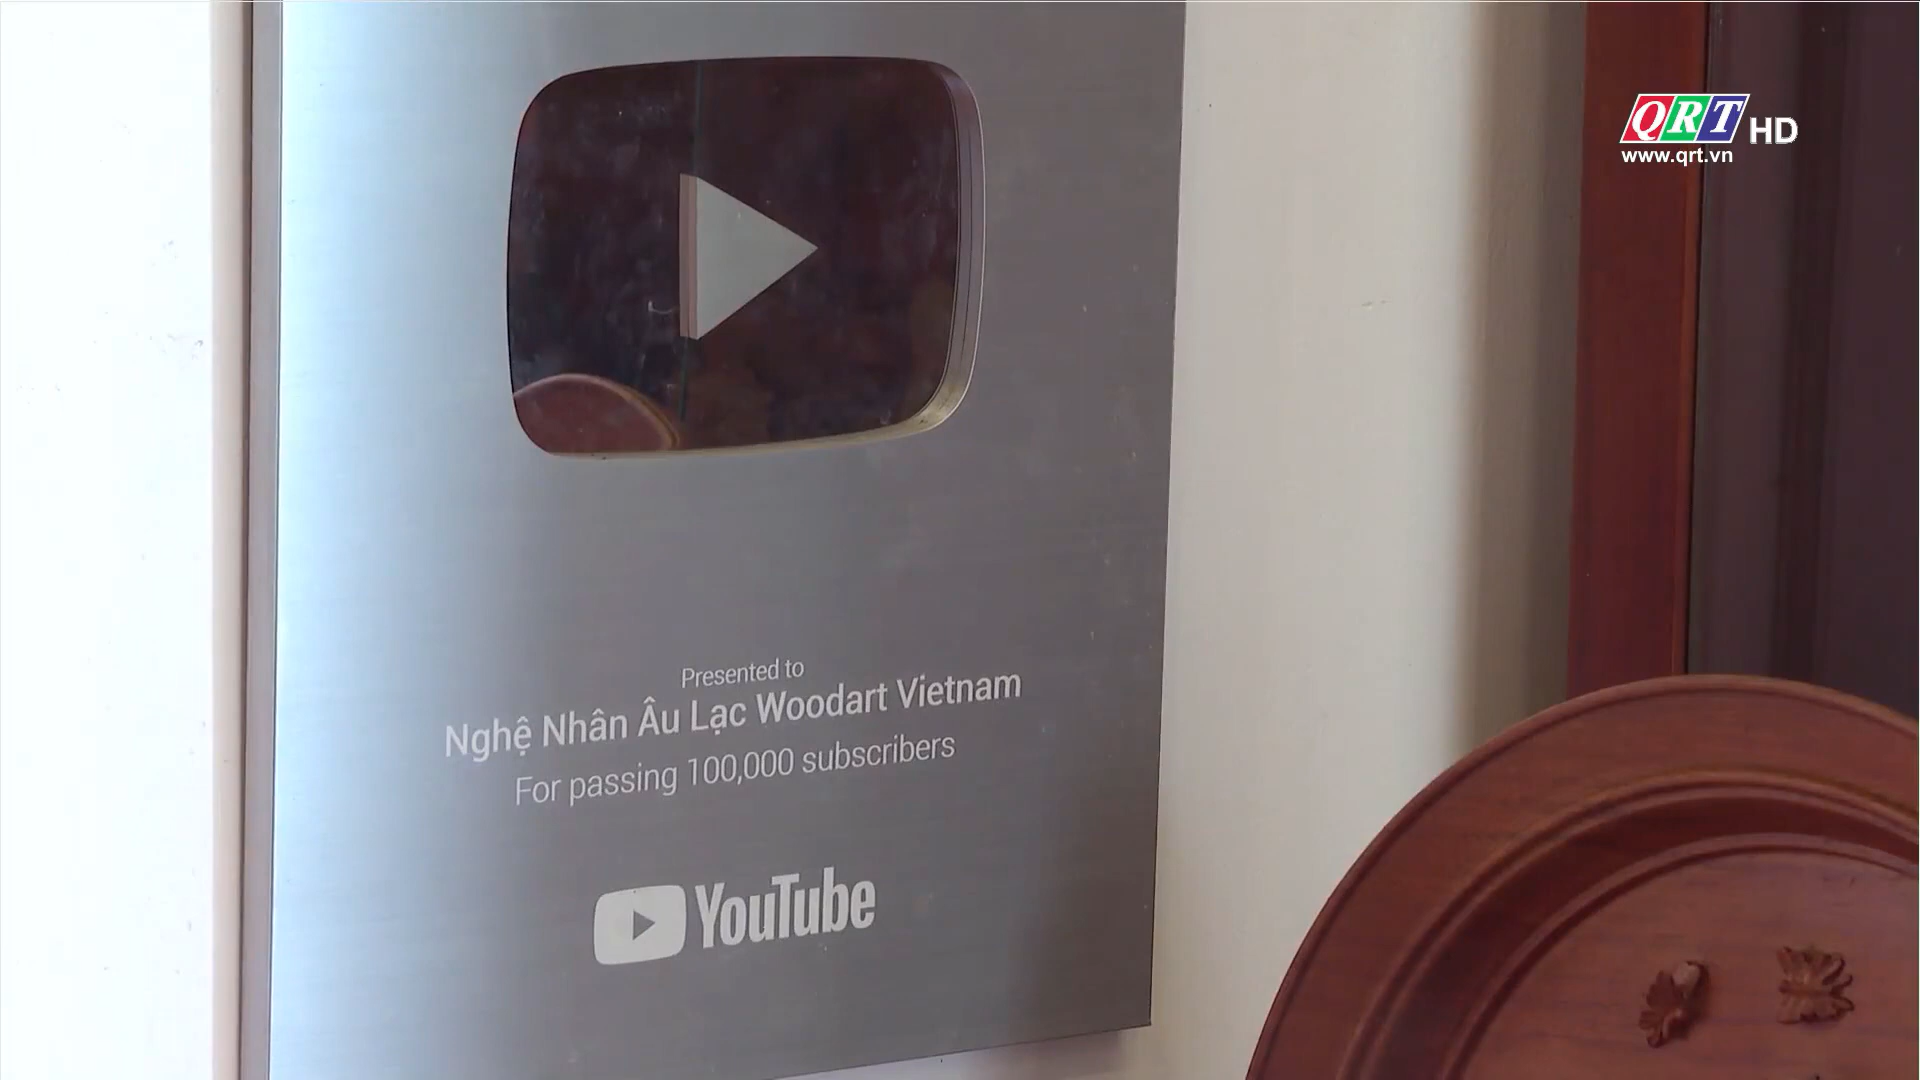 QRT HD
www.qrt.vn
Presented to
Nghệ Nhân Âu Lạc Woodart Vietnam
For passing 100,000 subscribers
YouTube